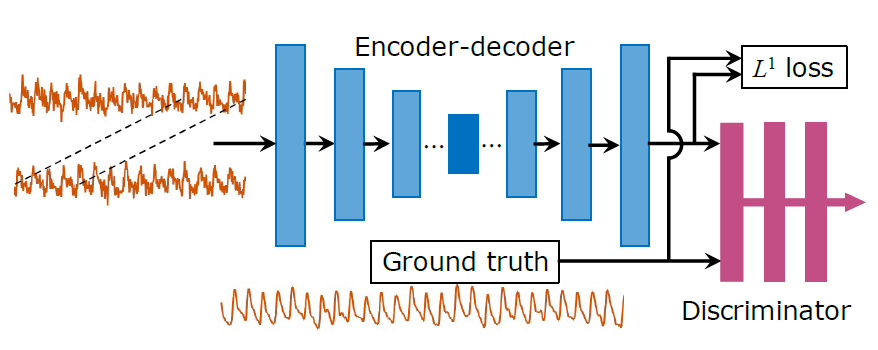 Encoder-decoder
L¹ loss
... ...
Ground truth
Discriminator